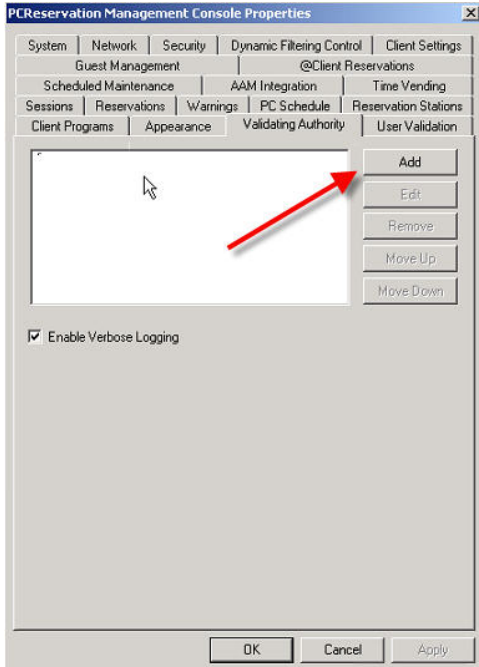 PCReservation Management Console Properties
System Network Security Dynamic Filtering Control Client Settings
Guest Management @Client Reservations
Scheduled Maintenance AAM Integration Time Vending
Sessions Reservations Warnings PC Schedule Reservation Stations
Client Programs Appearance Validating Authority User Validation
Add
Edit
Remove
Move Up
Move Down
Enable Verbose Logging
OK Cancel Apply